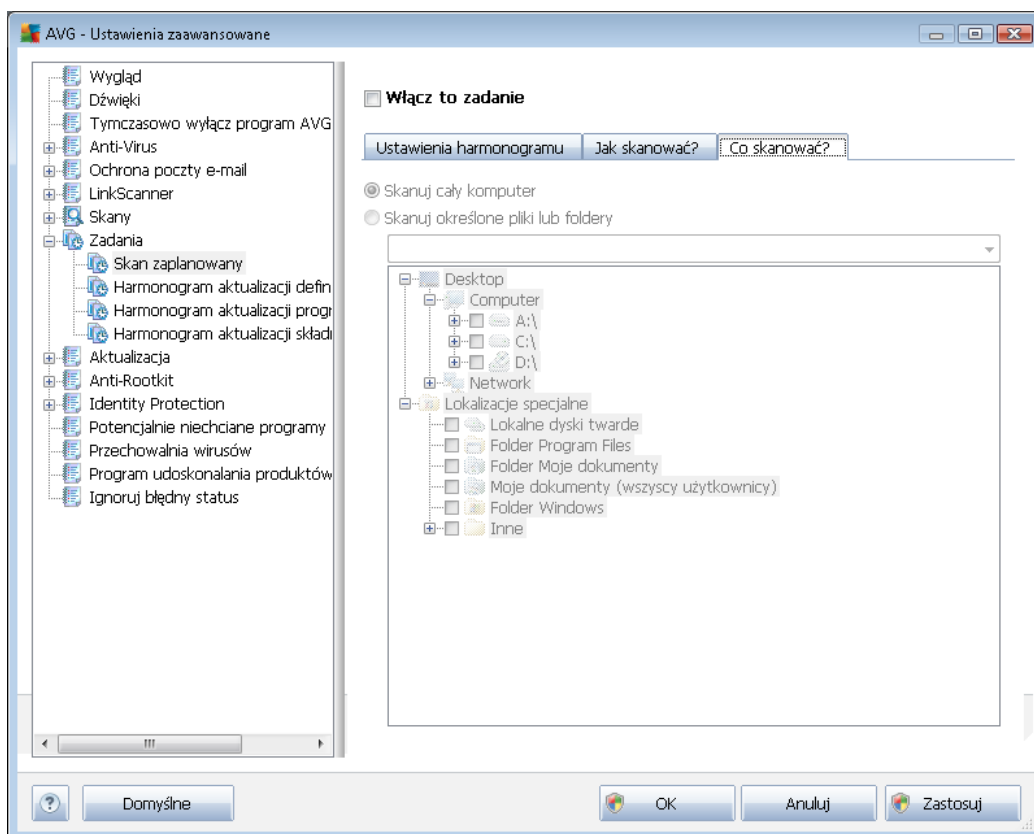 AVG - Ustawienia zaawansowane
Wygląd
Dźwięki
Tymczasowo wyłącz program AVG
Anti-Virus
Ochrona poczty e-mail
LinkScanner
Skany
Zadania
Skan zaplanowany
Harmonogram aktualizacji defin
Harmonogram aktualizacji progr
Harmonogram aktualizacji składn
Aktualizacja
Anti-Rootkit
Identity Protection
Potencjalnie niechciane programy
Przechowalnia wirusów
Program udoskonalania produktów
Ignoruj błędny status
Włącz to zadanie
Ustawienia harmonogramu Jak skanować? Co skanować?
Skanuj cały komputer
Skanuj określone pliki lub foldery
Desktop
Computer
A:\
C:\
D:\
Network
Lokalizacje specjalne
Lokalne dyski twarde
Folder Program Files
Folder Moje dokumenty
Moje dokumenty (wszyscy użytkownicy)
Folder Windows
Inne
? Domyślne OK Anuluj Zastosuj